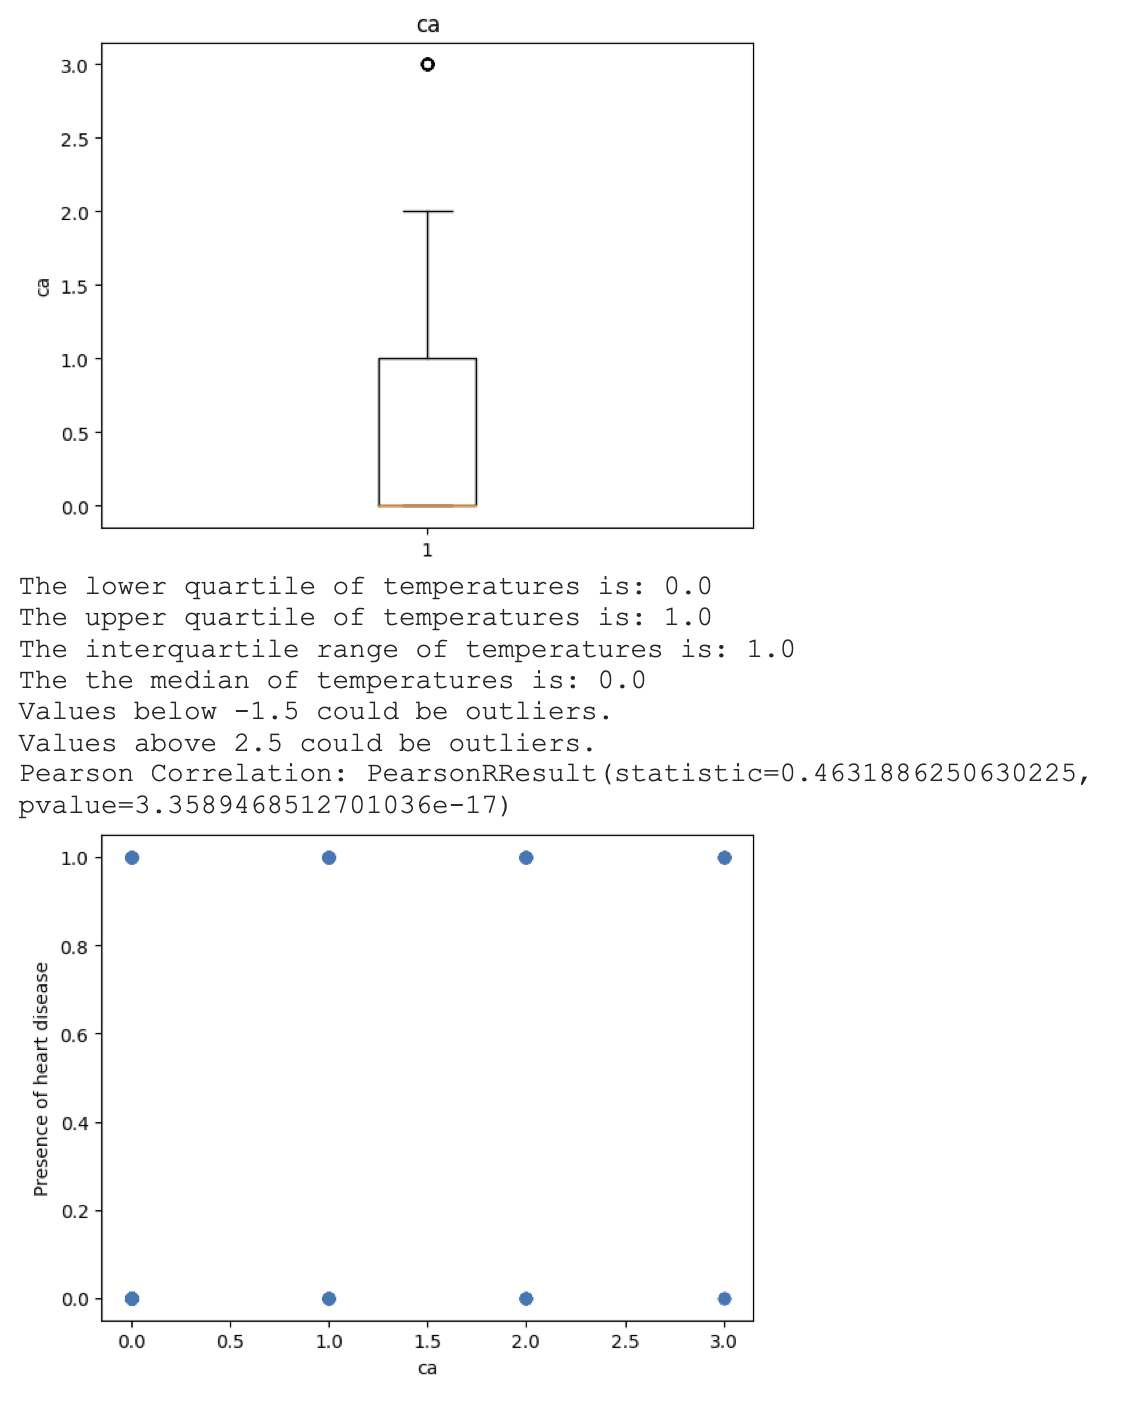 ca
3.0
2.5
2.0
ca
1.5
1.0
0.5
0.0
1
The lower quartile of temperatures is: 0.0
The upper quartile of temperatures is: 1.0
The interquartile range of temperatures is: 1.0
The the median of temperatures is: 0.0
Values below -1.5 could be outliers.
Values above 2.5 could be outliers.
Pearson Correlation: PearsonRResult(statistic=0.4631886250630225,
pvalue=3.3589468512701036e-17)
1.0
0.8
0.6
Presence of heart disease
0.4
0.2
0.0
0.0 0.5 1.0 1.5 2.0 2.5 3.0
ca